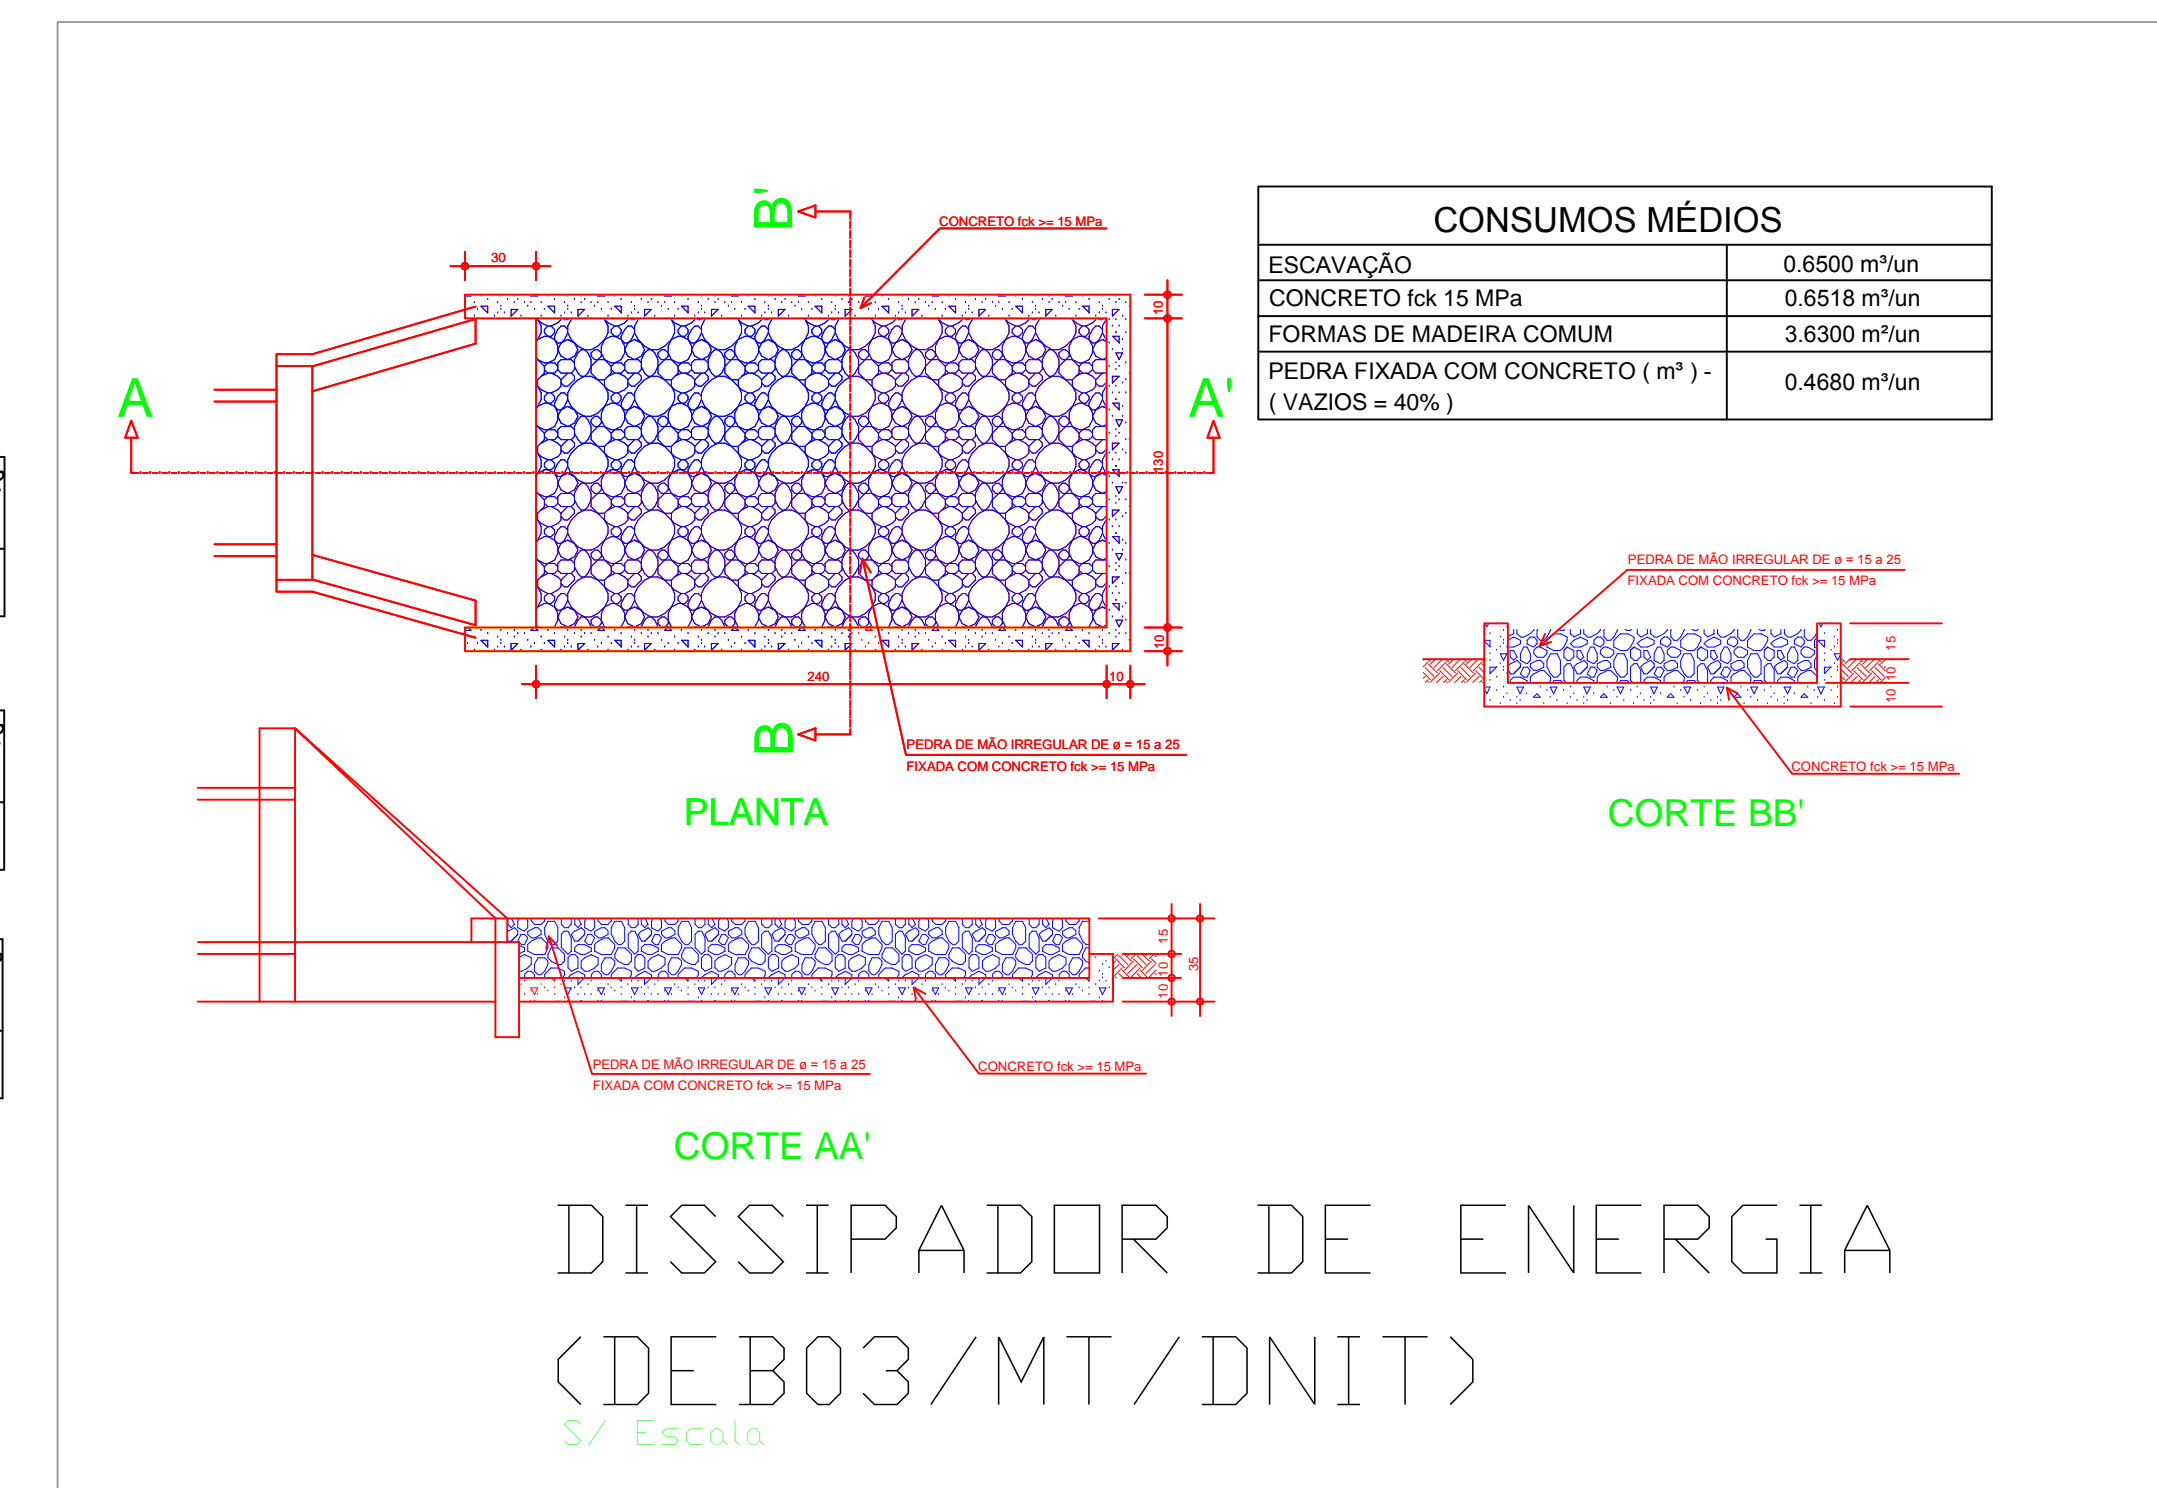 B'
CONCRETO fck >= 15 MPa
30
10
A
A'
130
10
240
10
B
PEDRA DE MÃO IRREGULAR DE ø = 15 a 25
FIXADA COM CONCRETO fck >= 15 MPa
PLANTA
CONSUMOS MÉDIOS
ESCAVAÇÃO 0.6500 m³/un
CONCRETO fck 15 MPa 0.6518 m³/un
FORMAS DE MADEIRA COMUM 3.6300 m²/un
PEDRA FIXADA COM CONCRETO ( m³ ) -
( VAZIOS = 40% ) 0.4680 m³/un
PEDRA DE MÃO IRREGULAR DE ø = 15 a 25
FIXADA COM CONCRETO fck >= 15 MPa
15
10
10
CONCRETO fck >= 15 MPa
CORTE BB'
15
10
10
35
PEDRA DE MÃO IRREGULAR DE ø = 15 a 25
FIXADA COM CONCRETO fck >= 15 MPa
CONCRETO fck >= 15 MPa
CORTE AA'
DISSIPADOR DE ENERGIA
(DEB03/MT/DNIT)
S/ Escala